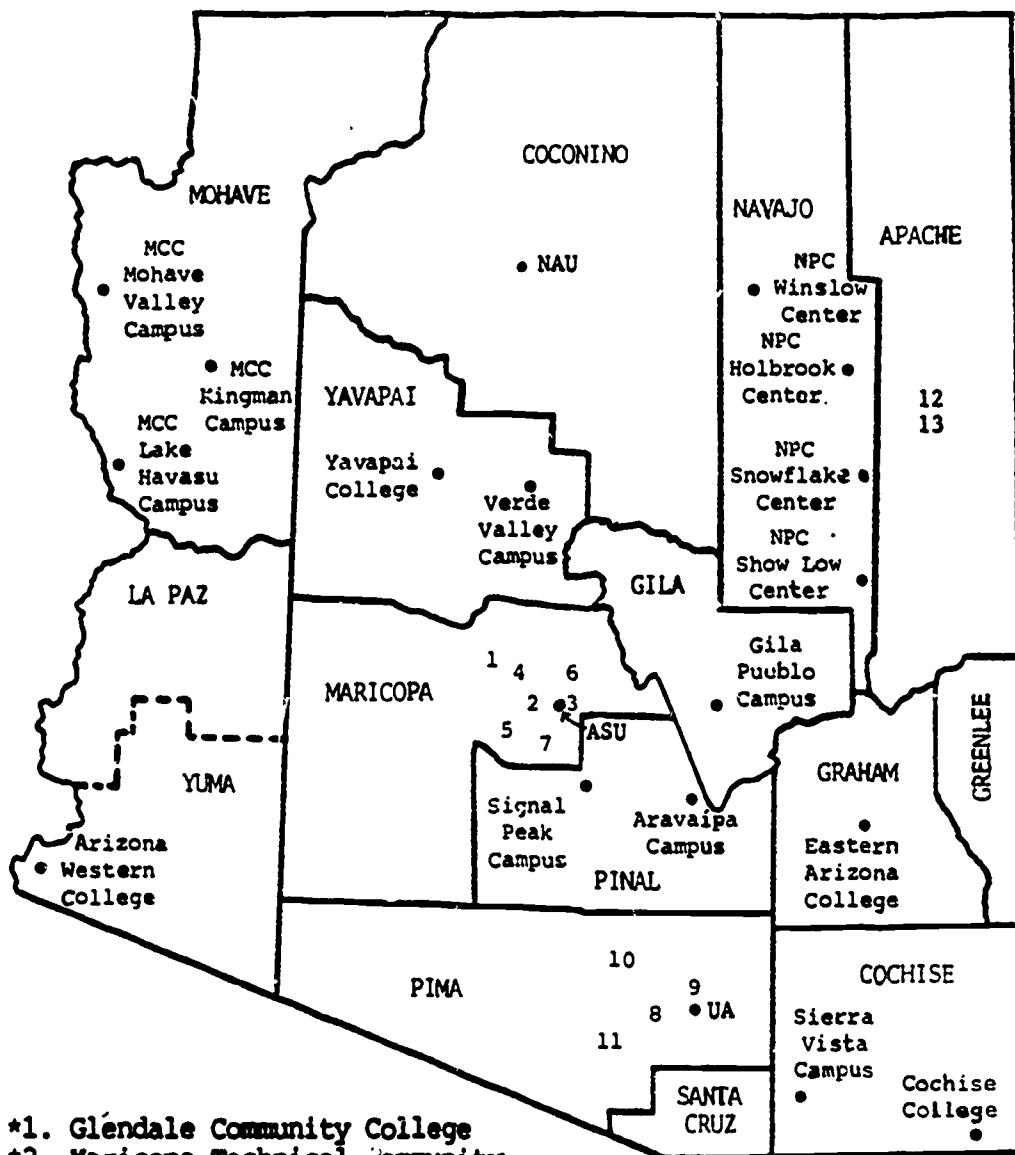 COCONINO
MOHAVE
NAVAJO
APACHE
MCC
Mohave
Valley
Campus
NAU
NPC
Winslow
Center
NPC
Holbrook
Center.
MCC
Kingman
Campus
YAVAPAI
12
13
MCC
Lake
Havasu
Campus
Yavapai
College
Verde
Valley
Campus
NPC
Snowflake
Center
NPC
Show Low
Center
LA PAZ
GILA
Gila
Pueblo
Campus
MARICOPA
1
4
6
2
3
ASU
5
7
YUMA
GRAHAM
GREENLEE
Signal
Peak
Campus
Aravaipa
Campus
PINAL
Arizona
Western
College
Eastern
Arizona
College
PIMA
10
9
8
UA
11
COCHISE
Sierra
Vista
Campus
SANTA
CRUZ
Cochise
College
*1. Glendale Community College
*2. Maricopa Technical Community